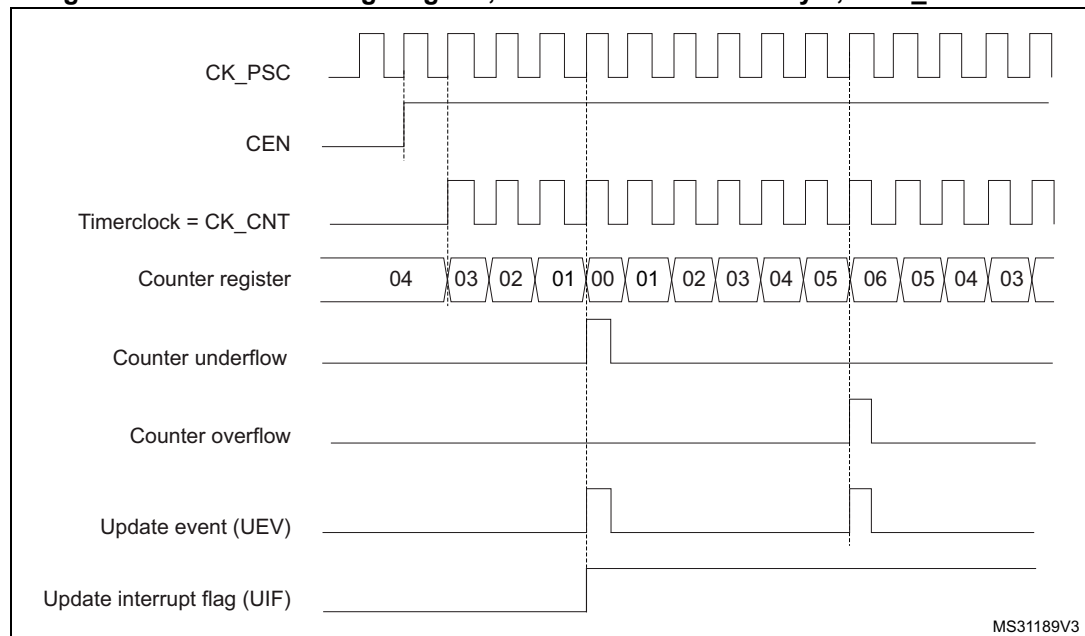 CK_PSC
CEN
Timerclock = CK_CNT
Counter register 04 03 02 01 00 01 02 03 04 05 06 05 04 03
Counter underflow
Counter overflow
Update event (UEV)
Update interrupt flag (UIF)
MS31189V3